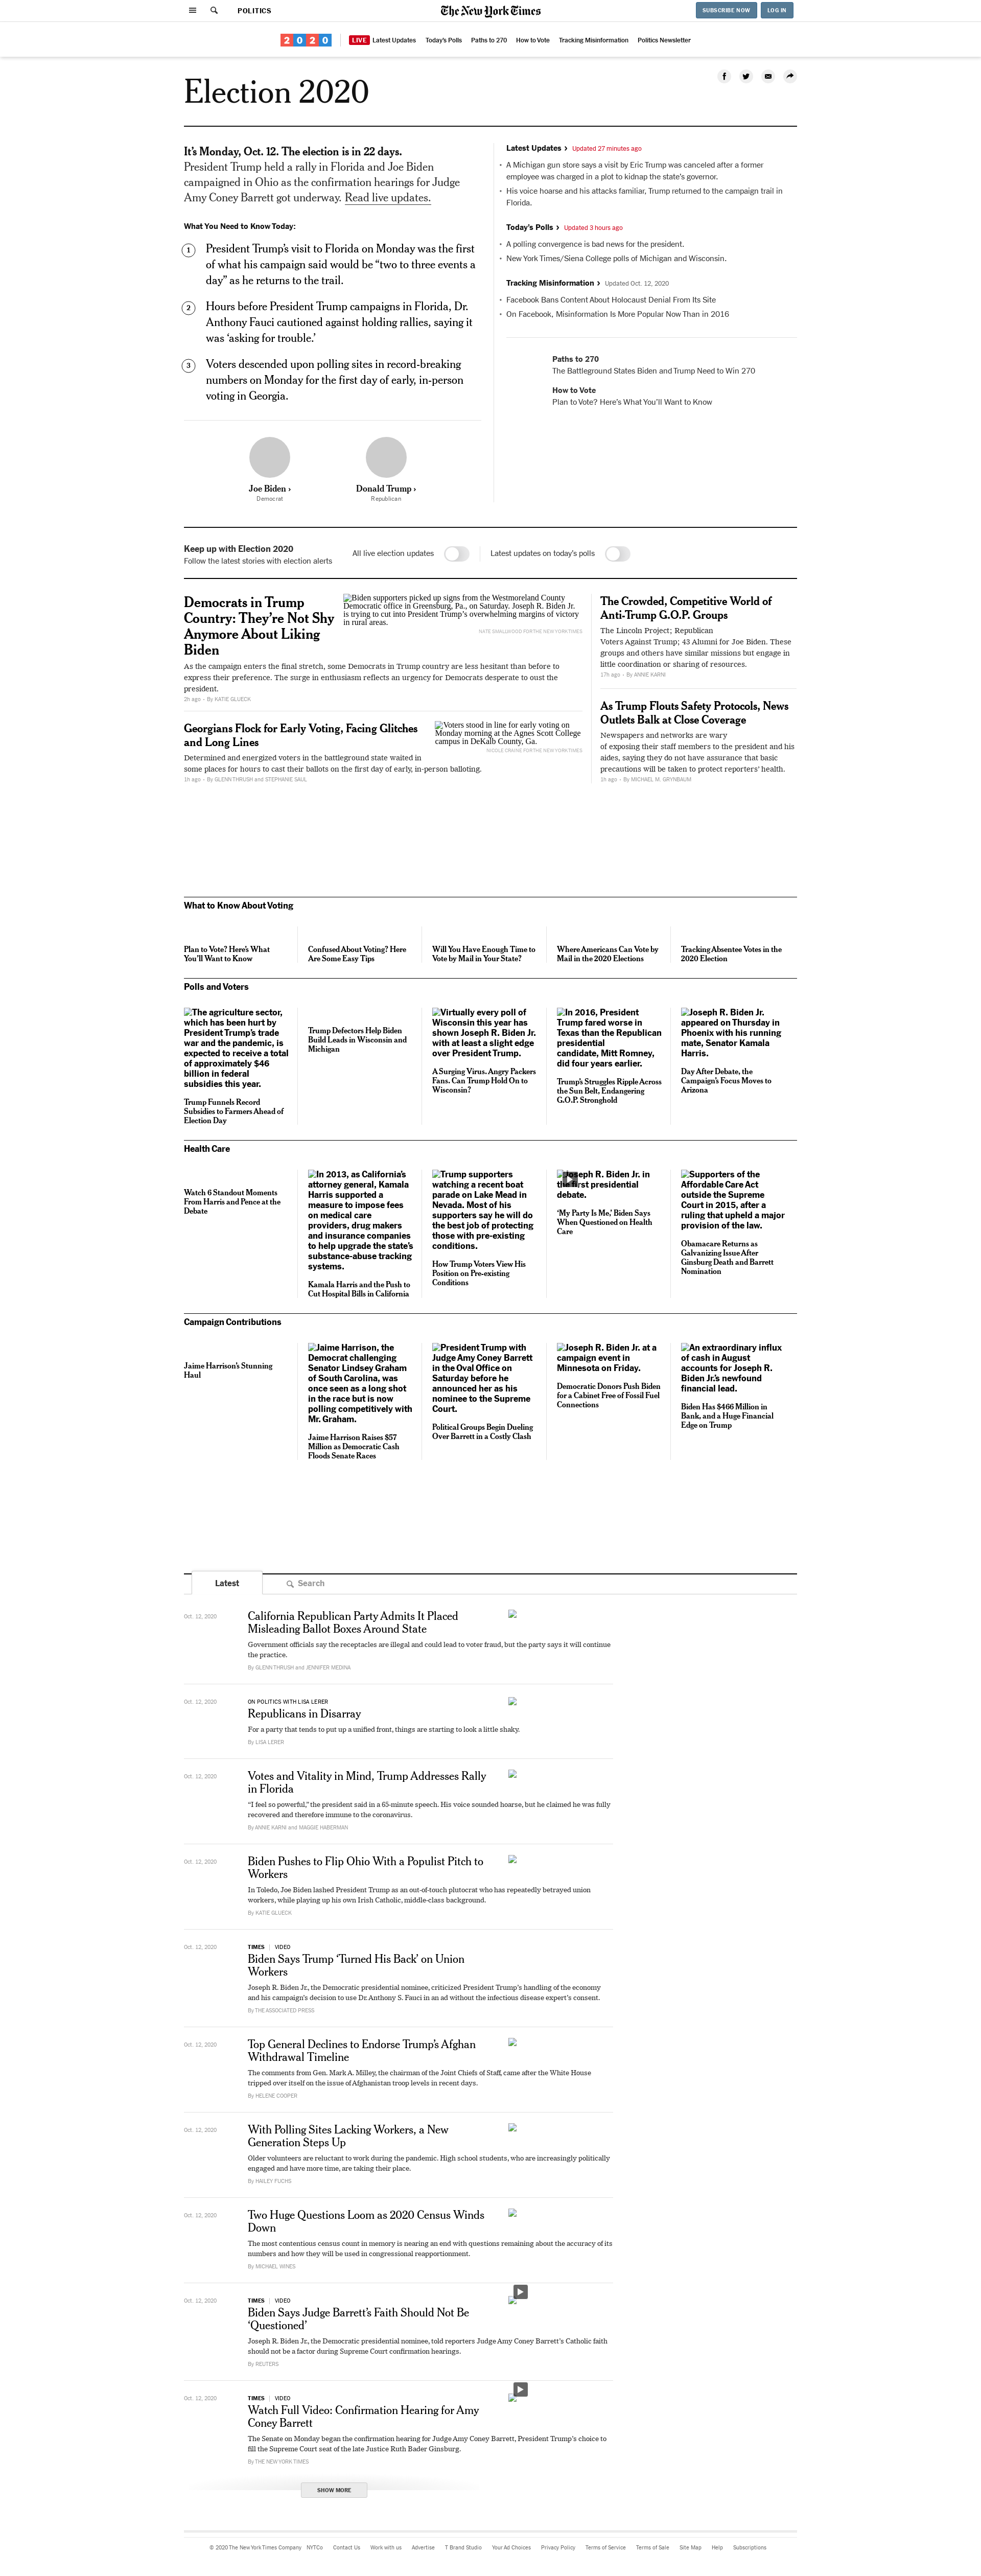 POLITICS
The New York Times
SUBSCRIBE NOW
LOG IN
2020
LIVE Latest Updates
Today's Polls
Paths to 270
How to Vote
Tracking Misinformation
Politics Newsletter
Election 2020
It's Monday, Oct. 12. The election is in 22 days.
President Trump held a rally in Florida and Joe Biden
campaigned in Ohio as the confirmation hearings for Judge
Amy Coney Barrett got underway. Read live updates.
What You Need to Know Today:
1 President Trump's visit to Florida on Monday was the first
of what his campaign said would be "two to three events a
day" as he returns to the trail.
2 Hours before President Trump campaigns in Florida, Dr.
Anthony Fauci cautioned against holding rallies, saying it
was 'asking for trouble.'
3 Voters descended upon polling sites in record-breaking
numbers on Monday for the first day of early, in-person
voting in Georgia.
Joe Biden ›
Democrat
Donald Trump ›
Republican
Latest Updates › Updated 27 minutes ago
• A Michigan gun store says a visit by Eric Trump was canceled after a former
employee was charged in a plot to kidnap the state's governor.
• His voice hoarse and his attacks familiar, Trump returned to the campaign trail in
Florida.
Today's Polls › Updated 3 hours ago
• A polling convergence is bad news for the president.
• New York Times/Siena College polls of Michigan and Wisconsin.
Tracking Misinformation › Updated Oct. 12, 2020
• Facebook Bans Content About Holocaust Denial From Its Site
• On Facebook, Misinformation Is More Popular Now Than in 2016
Paths to 270
The Battleground States Biden and Trump Need to Win 270
How to Vote
Plan to Vote? Here's What You'll Want to Know
Keep up with Election 2020
Follow the latest stories with election alerts
All live election updates
Latest updates on today's polls
Democrats in Trump
Country: They're Not Shy
Anymore About Liking
Biden
Biden supporters picked up signs from the Westmoreland County
Democratic office in Greensburg, Pa., on Saturday. Joseph R. Biden Jr.
is trying to cut into President Trump's overwhelming margins of victory
in rural areas.
NATE SMALLWOOD FOR THE NEW YORK TIMES
As the campaign enters the final stretch, some Democrats in Trump country are less hesitant than before to
express their preference. The surge in enthusiasm reflects an urgency for Democrats desperate to oust the
president.
2h ago · By KATIE GLUECK
Georgians Flock for Early Voting, Facing Glitches
and Long Lines
Voters stood in line for early voting on
Monday morning at the Agnes Scott College
campus in DeKalb County, Ga.
NICOLE CRAINE FOR THE NEW YORK TIMES
Determined and energized voters in the battleground state waited in
some places for hours to cast their ballots on the first day of early, in-person balloting.
1h ago · By GLENN THRUSH and STEPHANIE SAUL
The Crowded, Competitive World of
Anti-Trump G.O.P. Groups
The Lincoln Project; Republican
Voters Against Trump; 43 Alumni for Joe Biden. These
groups and others have similar missions but engage in
little coordination or sharing of resources.
17h ago · By ANNIE KARNI
As Trump Flouts Safety Protocols, News
Outlets Balk at Close Coverage
Newspapers and networks are wary
of exposing their staff members to the president and his
aides, saying they do not have assurance that basic
precautions will be taken to protect reporters' health.
1h ago · By MICHAEL M. GRYNBAUM
What to Know About Voting
Plan to Vote? Here's What
You'll Want to Know
Confused About Voting? Here
Are Some Easy Tips
Will You Have Enough Time to
Vote by Mail in Your State?
Where Americans Can Vote by
Mail in the 2020 Elections
Tracking Absentee Votes in the
2020 Election
Polls and Voters
The agriculture sector,
which has been hurt by
President Trump's trade
war and the pandemic, is
expected to receive a total
of approximately $46
billion in federal
subsidies this year.
Trump Funnels Record
Subsidies to Farmers Ahead of
Election Day
Trump Defectors Help Biden
Build Leads in Wisconsin and
Michigan
Virtually every poll of
Wisconsin this year has
shown Joseph R. Biden Jr.
with at least a slight edge
over President Trump.
A Surging Virus. Angry Packers
Fans. Can Trump Hold On to
Wisconsin?
In 2016, President
Trump fared worse in
Texas than the Republican
presidential
candidate, Mitt Romney,
did four years earlier.
Trump's Struggles Ripple Across
the Sun Belt, Endangering
G.O.P. Stronghold
Joseph R. Biden Jr.
appeared on Thursday in
Phoenix with his running
mate, Senator Kamala
Harris.
Day After Debate, the
Campaign's Focus Moves to
Arizona
Health Care
Watch 6 Standout Moments
From Harris and Pence at the
Debate
In 2013, as California's
attorney general, Kamala
Harris supported a
measure to impose fees
on medical care
providers, drug makers
and insurance companies
to help upgrade the state's
substance-abuse tracking
systems.
Kamala Harris and the Push to
Cut Hospital Bills in California
Trump supporters
watching a recent boat
parade on Lake Mead in
Nevada. Most of his
supporters say he will do
the best job of protecting
those with pre-existing
conditions.
How Trump Voters View His
Position on Pre-existing
Conditions
Joseph R. Biden Jr. in
the first presidential
debate.
'My Party Is Me,' Biden Says
When Questioned on Health
Care
Supporters of the
Affordable Care Act
outside the Supreme
Court in 2015, after a
ruling that upheld a major
provision of the law.
Obamacare Returns as
Galvanizing Issue After
Ginsburg Death and Barrett
Nomination
Campaign Contributions
Jaime Harrison's Stunning
Haul
Jaime Harrison, the
Democrat challenging
Senator Lindsey Graham
of South Carolina, was
once seen as a long shot
in the race but is now
polling competitively with
Mr. Graham.
Jaime Harrison Raises $57
Million as Democratic Cash
Floods Senate Races
President Trump with
Judge Amy Coney Barrett
in the Oval Office on
Saturday before he
announced her as his
nominee to the Supreme
Court.
Political Groups Begin Dueling
Over Barrett in a Costly Clash
Joseph R. Biden Jr. at a
campaign event in
Minnesota on Friday.
Democratic Donors Push Biden
for a Cabinet Free of Fossil Fuel
Connections
An extraordinary influx
of cash in August
accounts for Joseph R.
Biden Jr.'s newfound
financial lead.
Biden Has $466 Million in
Bank, and a Huge Financial
Edge on Trump
Latest
Search
Oct. 12, 2020
California Republican Party Admits It Placed
Misleading Ballot Boxes Around State
Government officials say the receptacles are illegal and could lead to voter fraud, but the party says it will continue
the practice.
By GLENN THRUSH and JENNIFER MEDINA
Oct. 12, 2020
ON POLITICS WITH LISA LERER
Republicans in Disarray
For a party that tends to put up a unified front, things are starting to look a little shaky.
By LISA LERER
Oct. 12, 2020
Votes and Vitality in Mind, Trump Addresses Rally
in Florida
"I feel so powerful," the president said in a 65-minute speech. His voice sounded hoarse, but he claimed he was fully
recovered and therefore immune to the coronavirus.
By ANNIE KARNI and MAGGIE HABERMAN
Oct. 12, 2020
Biden Pushes to Flip Ohio With a Populist Pitch to
Workers
In Toledo, Joe Biden lashed President Trump as an out-of-touch plutocrat who has repeatedly betrayed union
workers, while playing up his own Irish Catholic, middle-class background.
By KATIE GLUECK
Oct. 12, 2020
TIMES | VIDEO
Biden Says Trump 'Turned His Back' on Union
Workers
Joseph R. Biden Jr., the Democratic presidential nominee, criticized President Trump's handling of the economy
and his campaign's decision to use Dr. Anthony S. Fauci in an ad without the infectious disease expert's consent.
By THE ASSOCIATED PRESS
Oct. 12, 2020
Top General Declines to Endorse Trump's Afghan
Withdrawal Timeline
The comments from Gen. Mark A. Milley, the chairman of the Joint Chiefs of Staff, came after the White House
tripped over itself on the issue of Afghanistan troop levels in recent days.
By HELENE COOPER
Oct. 12, 2020
With Polling Sites Lacking Workers, a New
Generation Steps Up
Older volunteers are reluctant to work during the pandemic. High school students, who are increasingly politically
engaged and have more time, are taking their place.
By HAILEY FUCHS
Oct. 12, 2020
Two Huge Questions Loom as 2020 Census Winds
Down
The most contentious census count in memory is nearing an end with questions remaining about the accuracy of its
numbers and how they will be used in congressional reapportionment.
By MICHAEL WINES
Oct. 12, 2020
TIMES | VIDEO
Biden Says Judge Barrett's Faith Should Not Be
'Questioned'
Joseph R. Biden Jr., the Democratic presidential nominee, told reporters Judge Amy Coney Barrett's Catholic faith
should not be a factor during Supreme Court confirmation hearings.
By REUTERS
Oct. 12, 2020
TIMES | VIDEO
Watch Full Video: Confirmation Hearing for Amy
Coney Barrett
The Senate on Monday began the confirmation hearing for Judge Amy Coney Barrett, President Trump's choice to
fill the Supreme Court seat of the late Justice Ruth Bader Ginsburg.
By THE NEW YORK TIMES
SHOW MORE
© 2020 The New York Times Company NYTCo Contact Us Work with us Advertise T Brand Studio Your Ad Choices Privacy Policy Terms of Service Terms of Sale Site Map Help Subscriptions